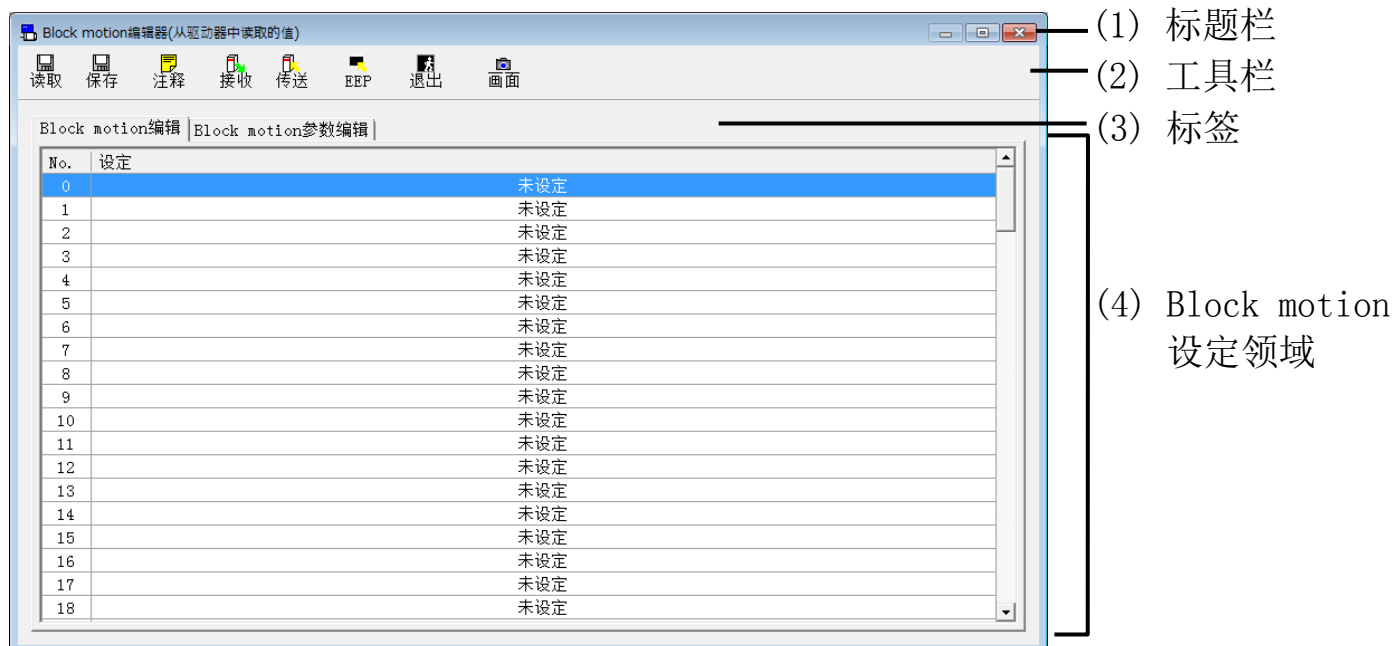 Block motion编辑器(从驱动器中读取的值)
读取 保存 注释 接收 传送 EEP 退出 画面
Block motion编辑 Block motion参数编辑
No. 设定
0 未设定
1 未设定
2 未设定
3 未设定
4 未设定
5 未设定
6 未设定
7 未设定
8 未设定
9 未设定
10 未设定
11 未设定
12 未设定
13 未设定
14 未设定
15 未设定
16 未设定
17 未设定
18 未设定
(1) 标题栏
(2) 工具栏
(3) 标签
(4) Block motion
设定领域